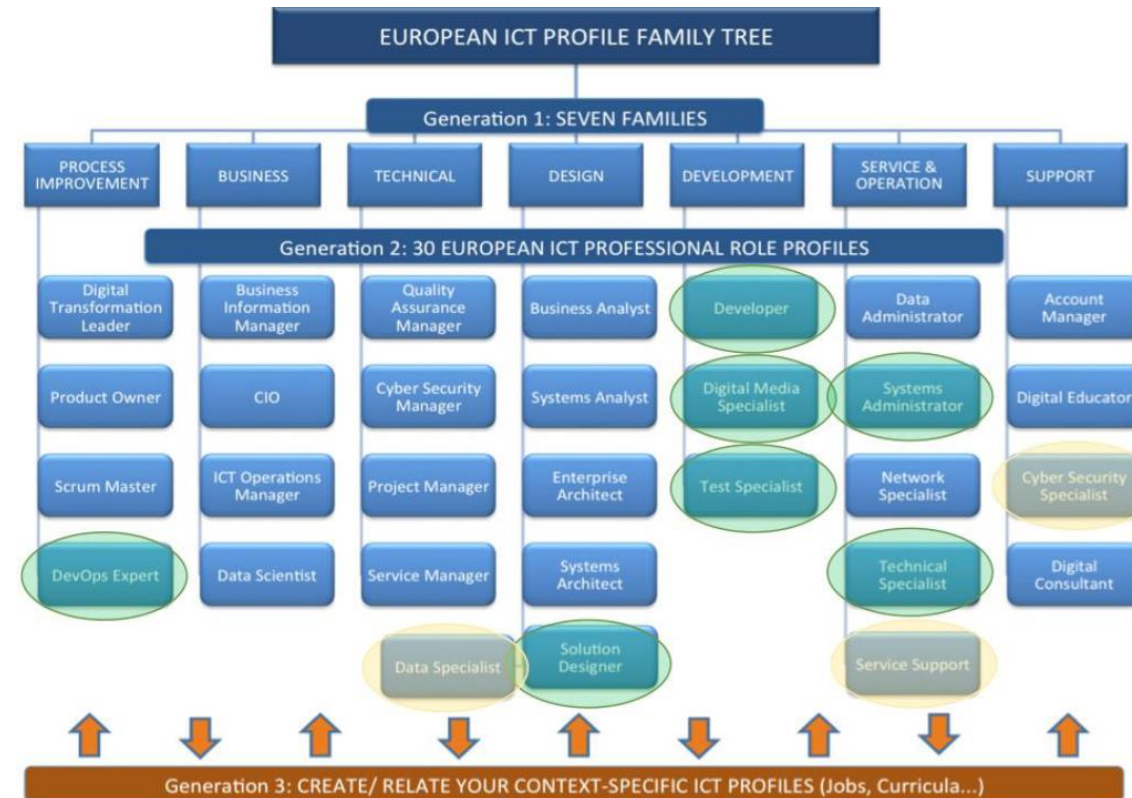 EUROPEAN ICT PROFILE FAMILY TREE
Generation 1: SEVEN FAMILIES
PROCESS
IMPROVEMENT
BUSINESS
TECHNICAL
DESIGN
DEVELOPMENT
SERVICE &
OPERATION
SUPPORT
Generation 2: 30 EUROPEAN ICT PROFESSIONAL ROLE PROFILES
Digital
Transformation
Leader
Business
Information
Manager
Quality
Assurance
Manager
Business Analyst
Developer
Data
Administrator
Account
Manager
Product Owner
CIO
Cyber Security
Manager
Systems Analyst
Digital Media
Specialist
Systems
Administrator
Digital Educator
Scrum Master
ICT Operations
Manager
Project Manager
Enterprise
Architect
Test Specialist
Network
Specialist
Cyber Security
Specialist
DevOps Expert
Data Scientist
Service Manager
Systems
Architect
Technical
Specialist
Digital
Consultant
Data Specialist
Solution
Designer
Service Support
Generation 3: CREATE/ RELATE YOUR CONTEXT-SPECIFIC ICT PROFILES (Jobs, Curricula...)